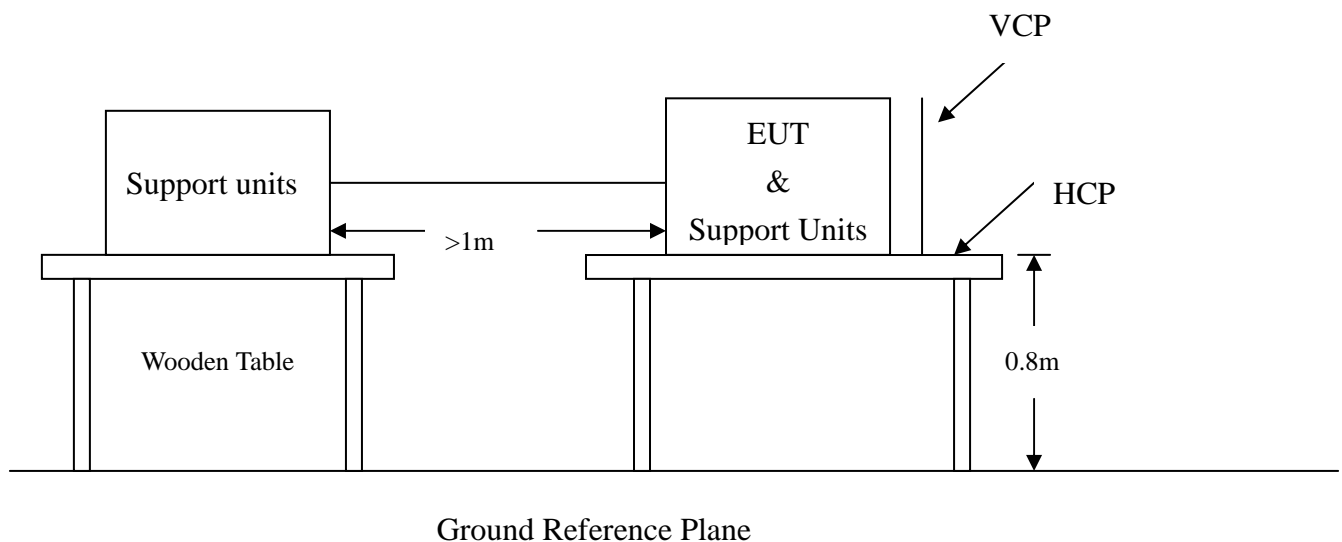 VCP
EUT
&
Support Units
Support units
HCP
>1m
Wooden Table
0.8m
Ground Reference Plane